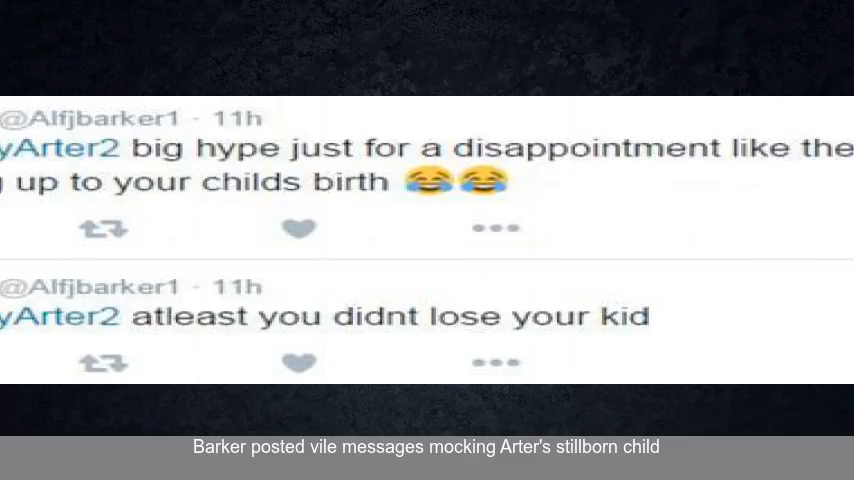 @Alfjbarker1 · 11h
yArter2 big hype just for a disappointment like the
up to your childs birth 😂😂
@Alfjbarker1 · 11h
yArter2 atleast you didnt lose your kid
Barker posted vile messages mocking Arter's stillborn child